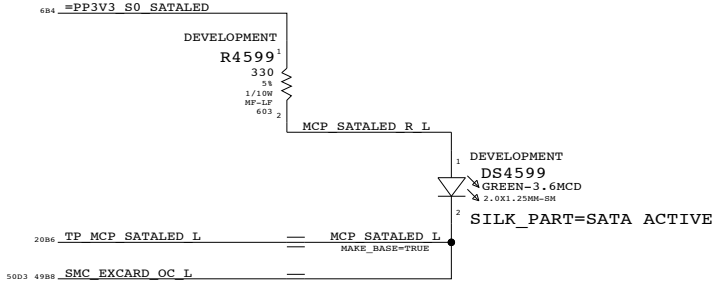 6B4 =PP3V3_S0_SATALED
DEVELOPMENT
R4599 1
330
5%
1/10W
MF-LF
603 2
MCP_SATALED_R_L
1 DEVELOPMENT
DS4599
GREEN-3.6MCD
2.0X1.25MM-SM
2
SILK_PART=SATA ACTIVE
20B6 TP_MCP_SATALED_L MCP_SATALED_L
MAKE_BASE=TRUE
50D3 49B8 SMC_EXCARD_OC_L